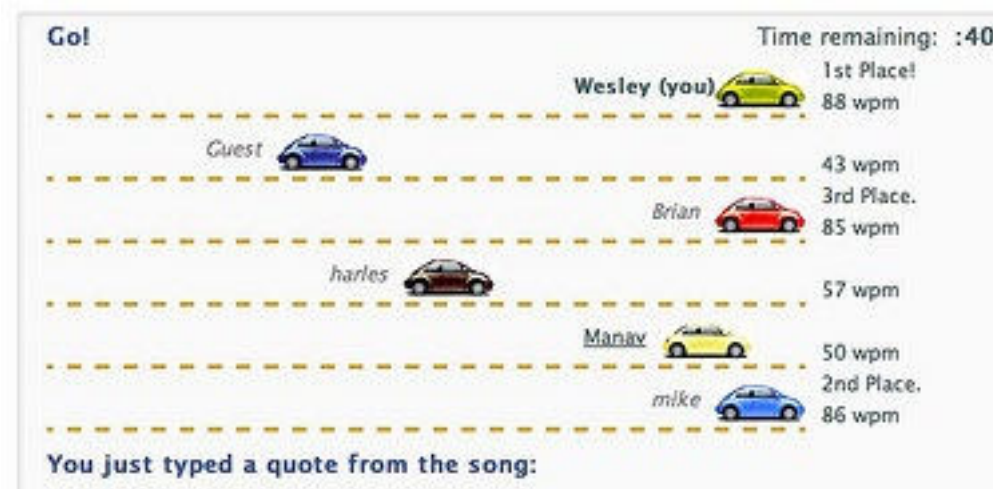 Go!
Time remaining: :40
Wesley (you)
1st Place!
88 wpm
Guest
43 wpm
Brian
3rd Place.
85 wpm
harles
57 wpm
Manav
50 wpm
mike
2nd Place.
86 wpm
You just typed a quote from the song: